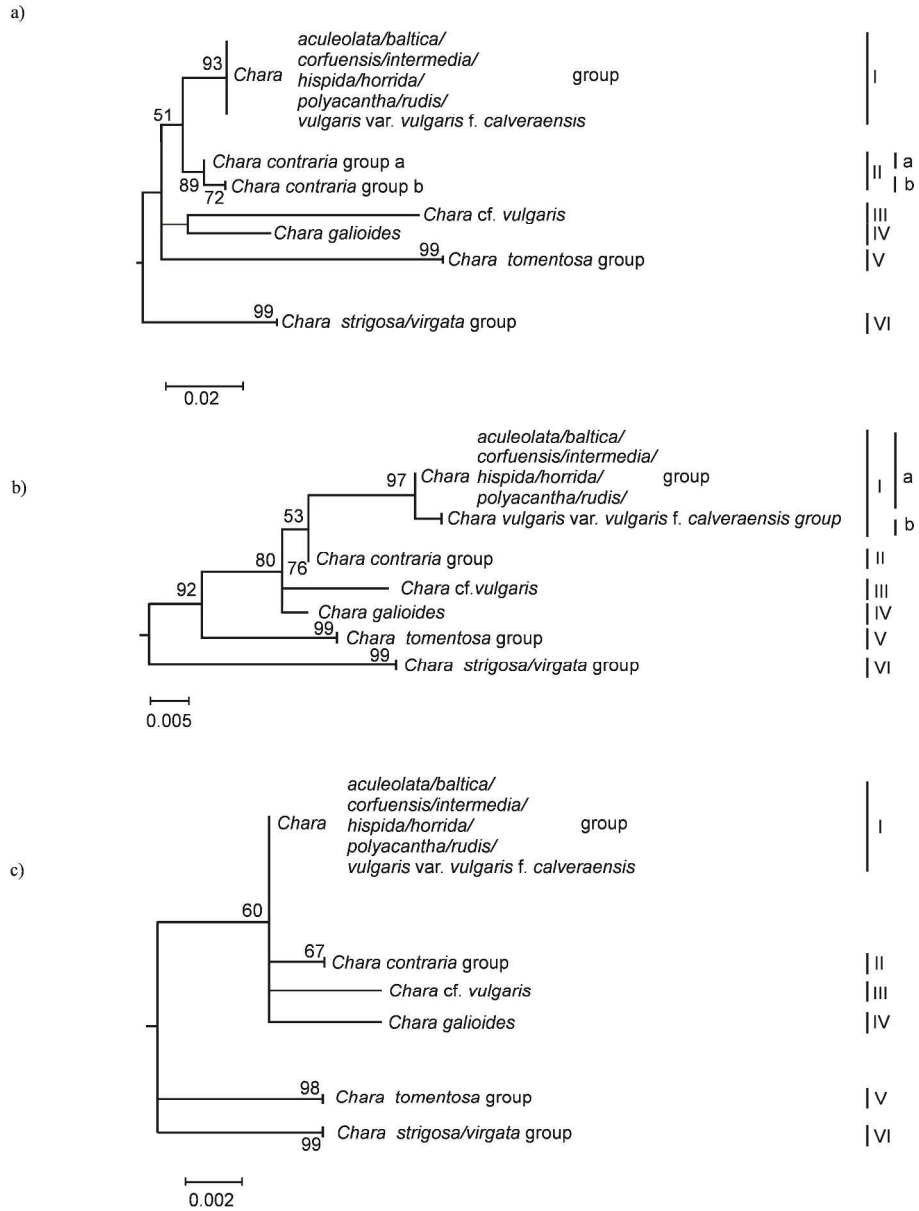 a)
aculeolata/baltica/
corfuensis/intermedia/
93 Chara hispida/horrida/ group I
polyacantha/rudis/
vulgaris var. vulgaris f. calveraensis
51
Chara contraria group a II a
89 72 Chara contraria group b b
Chara cf. vulgaris III
Chara galioides IV
99 Chara tomentosa group V
99 Chara strigosa/virgata group VI
0.02
b)
aculeolata/baltica/
corfuensis/intermedia/
97 Chara hispida/horrida/ group I a
polyacantha/rudis/
Chara vulgaris var. vulgaris f. calveraensis group b
53
80 76 Chara contraria group II
92 Chara cf.vulgaris III
Chara galioides IV
99 Chara tomentosa group V
99 Chara strigosa/virgata group VI
0.005
c)
aculeolata/baltica/
corfuensis/intermedia/
Chara hispida/horrida/ group I
polyacantha/rudis/
vulgaris var. vulgaris f. calveraensis
60
67 Chara contraria group II
Chara cf. vulgaris III
Chara galioides IV
98 Chara tomentosa group V
99 Chara strigosa/virgata group VI
0.002